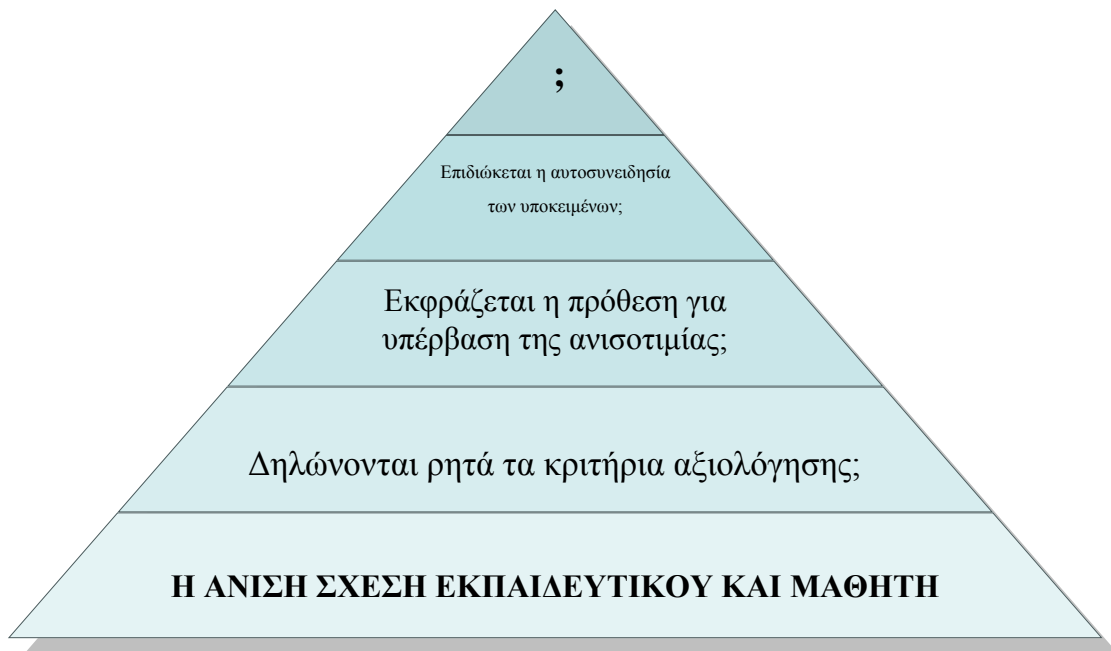 ;
Επιδιώκεται η αυτοσυνειδησία
των υποκειμένων;
Εκφράζεται η πρόθεση για
υπέρβαση της ανισοτιμίας;
Δηλώνονται ρητά τα κριτήρια αξιολόγησης;
Η ΑΝΙΣΗ ΣΧΕΣΗ ΕΚΠΑΙΔΕΥΤΙΚΟΥ ΚΑΙ ΜΑΘΗΤΗ